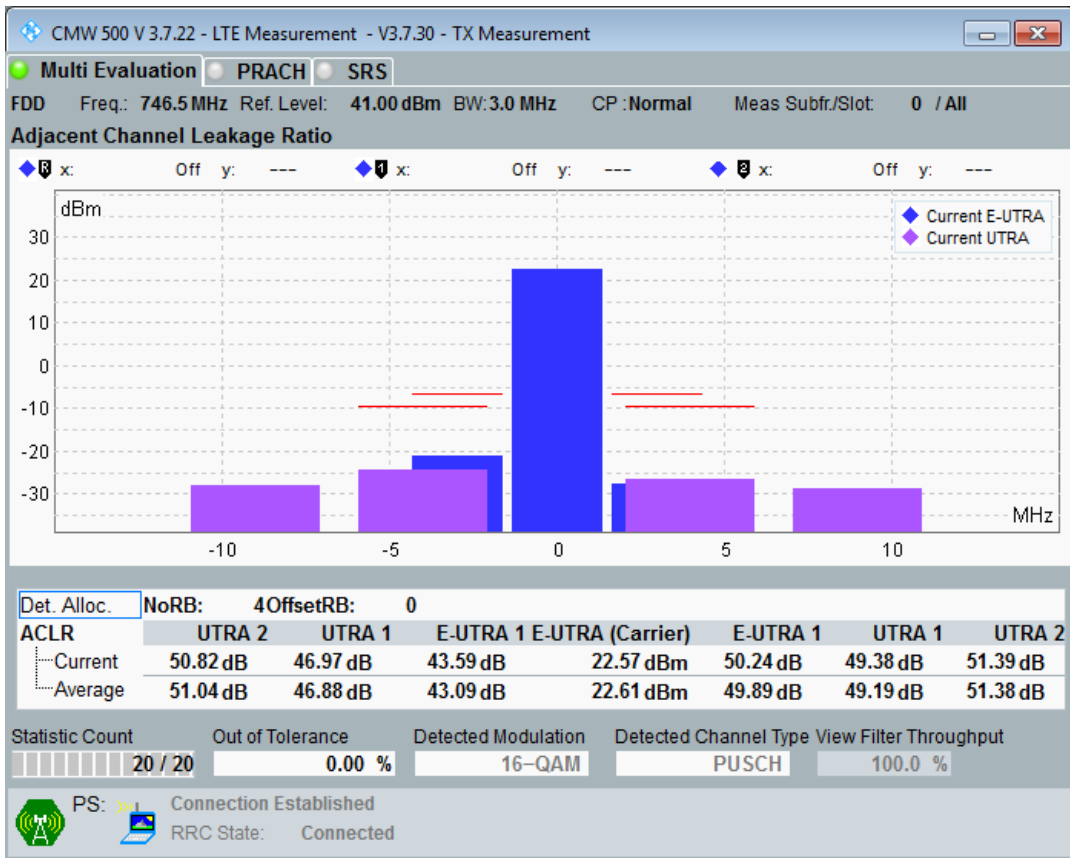 CMW 500 V 3.7.22 - LTE Measurement - V3.7.30 - TX Measurement
Multi Evaluation PRACH SRS
FDD Freq.: 746.5 MHz Ref. Level: 41.00 dBm BW: 3.0 MHz CP : Normal Meas Subfr./Slot: 0 / All
Adjacent Channel Leakage Ratio
R x: Off y: --- 1 x: Off y: --- 2 x: Off y: ---
dBm
Current E-UTRA
Current UTRA
30
20
10
0
-10
-20
-30
MHz
-10 -5 0 5 10
Det. Alloc. NoRB: 4 OffsetRB: 0
ACLR UTRA 2 UTRA 1 E-UTRA 1 E-UTRA (Carrier) E-UTRA 1 UTRA 1 UTRA 2
Current 50.82 dB 46.97 dB 43.59 dB 22.57 dBm 50.24 dB 49.38 dB 51.39 dB
Average 51.04 dB 46.88 dB 43.09 dB 22.61 dBm 49.89 dB 49.19 dB 51.38 dB
Statistic Count Out of Tolerance Detected Modulation Detected Channel Type View Filter Throughput
20 / 20 0.00 % 16-QAM PUSCH 100.0 %
PS: Connection Established
RRC State: Connected